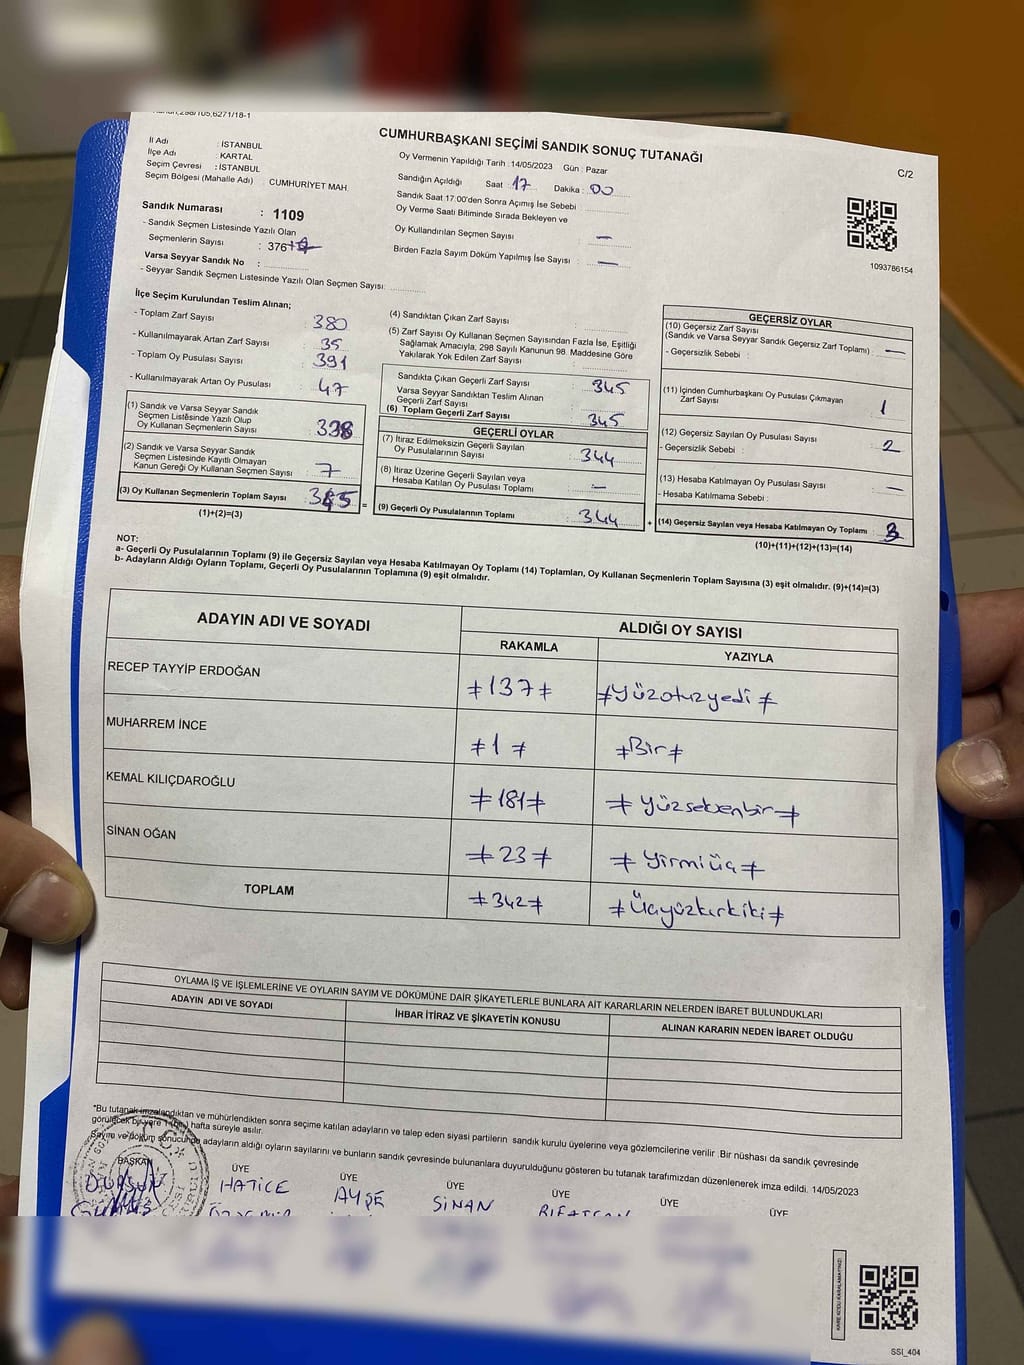 CUMHURBAŞKANI SEÇİMİ SANDIK SONUÇ TUTANAĞI
C/2
İl Adı : İSTANBUL
İlçe Adı : KARTAL
Seçim Çevresi : İSTANBUL
Seçim Bölgesi (Mahalle Adı) : CUMHURİYET MAH.
Oy Vermenin Yapıldığı Tarih : 14/05/2023 Gün : Pazar
Sandığın Açıldığı Saat 17 Dakika : 00
Sandık Saat 17:00'den Sonra Açımış İse Sebebi
Oy Verme Saati Bitiminde Sırada Bekleyen ve
Oy Kullandırılan Seçmen Sayısı : —
Birden Fazla Sayım Döküm Yapılmış İse Sayısı : —
1093786154
Sandık Numarası : 1109
- Sandık Seçmen Listesinde Yazılı Olan
Seçmenlerin Sayısı : 376
Varsa Seyyar Sandık No :
- Seyyar Sandık Seçmen Listesinde Yazılı Olan Seçmen Sayısı:
İlçe Seçim Kurulundan Teslim Alınan;
- Toplam Zarf Sayısı : 380
- Kullanılmayarak Artan Zarf Sayısı : 35
- Toplam Oy Pusulası Sayısı : 391
- Kullanılmayarak Artan Oy Pusulası : 47
(1) Sandık ve Varsa Seyyar Sandık
Seçmen Listesinde Yazılı Olup
Oy Kullanan Seçmenlerin Sayısı : 338
(2) Sandık ve Varsa Seyyar Sandık
Seçmen Listesinde Kayıtlı Olmayan
Kanun Gereği Oy Kullanan Seçmen Sayısı : 7
(3) Oy Kullanan Seçmenlerin Toplam Sayısı : 345 =
(1)+(2)=(3)
(4) Sandıktan Çıkan Zarf Sayısı :
(5) Zarf Sayısı Oy Kullanan Seçmen Sayısından Fazla İse, Eşitliği
Sağlamak Amacıyla, 298 Sayılı Kanunun 98. Maddesine Göre
Yakılarak Yok Edilen Zarf Sayısı :
Sandıkta Çıkan Geçerli Zarf Sayısı : 345
Varsa Seyyar Sandıktan Teslim Alınan
Geçerli Zarf Sayısı :
(6) Toplam Geçerli Zarf Sayısı : 345
GEÇERLİ OYLAR
(7) İtiraz Edilmeksizin Geçerli Sayılan
Oy Pusulalarının Sayısı : 344
(8) İtiraz Üzerine Geçerli Sayılan veya
Hesaba Katılan Oy Pusulası Toplamı : —
(9) Geçerli Oy Pusulalarının Toplamı : 344 +
GEÇERSİZ OYLAR
(10) Geçersiz Zarf Sayısı
(Sandık ve Varsa Seyyar Sandık Geçersiz Zarf Toplamı) : —
- Geçersizlik Sebebi :
(11) İçinden Cumhurbaşkanı Oy Pusulası Çıkmayan
Zarf Sayısı : 1
(12) Geçersiz Sayılan Oy Pusulası Sayısı : 2
- Geçersizlik Sebebi :
(13) Hesaba Katılmayan Oy Pusulası Sayısı : —
- Hesaba Katılmama Sebebi :
(14) Geçersiz Sayılan veya Hesaba Katılmayan Oy Toplamı : 3
(10)+(11)+(12)+(13)=(14)
NOT:
a- Geçerli Oy Pusulalarının Toplamı (9) ile Geçersiz Sayılan veya Hesaba Katılmayan Oy Toplamı (14) Toplamları, Oy Kullanan Seçmenlerin Toplam Sayısına (3) eşit olmalıdır. (9)+(14)=(3)
b- Adayların Aldığı Oyların Toplamı, Geçerli Oy Pusulalarının Toplamına (9) eşit olmalıdır.
ADAYIN ADI VE SOYADI
ALDIĞI OY SAYISI
RAKAMLA YAZIYLA
RECEP TAYYİP ERDOĞAN ≠137≠ ≠Yüzotuzyedi≠
MUHARREM İNCE ≠1≠ ≠Bir≠
KEMAL KILIÇDAROĞLU ≠181≠ ≠Yüzseksenbir≠
SİNAN OĞAN ≠23≠ ≠Yirmiüç≠
TOPLAM ≠342≠ ≠Üçyüzkırkiki≠
OYLAMA İŞ VE İŞLEMLERİNE VE OYLARIN SAYIM VE DÖKÜMÜNE DAİR ŞİKAYETLERLE BUNLARA AİT KARARLARIN NELERDEN İBARET BULUNDUKLARI
ADAYIN ADI VE SOYADI İHBAR İTİRAZ VE ŞİKAYETİN KONUSU ALINAN KARARIN NEDEN İBARET OLDUĞU
*Bu tutanak imzalandıktan ve mühürlendikten sonra seçime katılan adayların ve talep eden siyasi partilerin sandık kurulu üyelerine veya gözlemcilerine verilir. Bir nüshası da sandık çevresinde
görülecek bir yere 1 (bir) hafta süreyle asılır.
Sayım ve döküm sonucunda adayların aldığı oyların sayılarını ve bunların sandık çevresinde bulunanlara duyurulduğunu gösteren bu tutanak tarafımızdan düzenlenerek imza edildi. 14/05/2023
BAŞKAN ÜYE ÜYE ÜYE ÜYE ÜYE ÜYE
DURSUN HATİCE AYŞE SİNAN
SSI_404